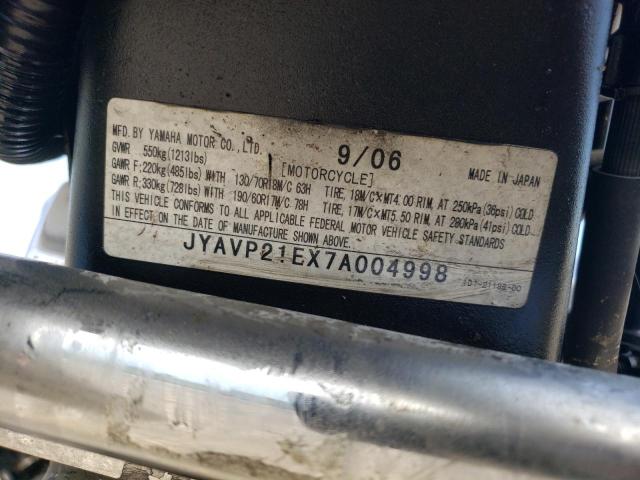 MFD. BY YAMAHA MOTOR CO., LTD. 9/06
GVWR 550kg(1213lbs) [MOTORCYCLE] MADE IN JAPAN
GAWR F:220kg(485lbs) WITH 130/70R18M/C 63H TIRE, 18M/C×MT4.00 RIM, AT 250kPa(36psi)COLD
GAWR R:330kg(728lbs) WITH 190/60R17M/C 78H TIRE, 17M/C×MT5.50 RIM, AT 280kPa(41psi)COLD
THIS VEHICLE CONFORMS TO ALL APPLICABLE FEDERAL MOTOR VEHICLE SAFETY STANDARDS
IN EFFECT ON THE DATE OF MANUFACTURE SHOWN ABOVE.
JYAVP21EX7A004998